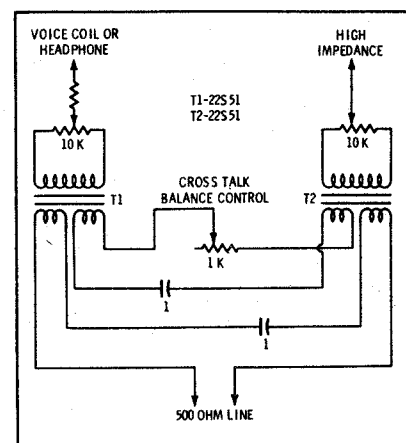 VOICE COIL OR
HEADPHONE
HIGH
IMPEDANCE
T1-22S51
T2-22S51
10 K
10 K
T1
CROSS TALK
BALANCE CONTROL
T2
1 K
1
1
500 OHM LINE